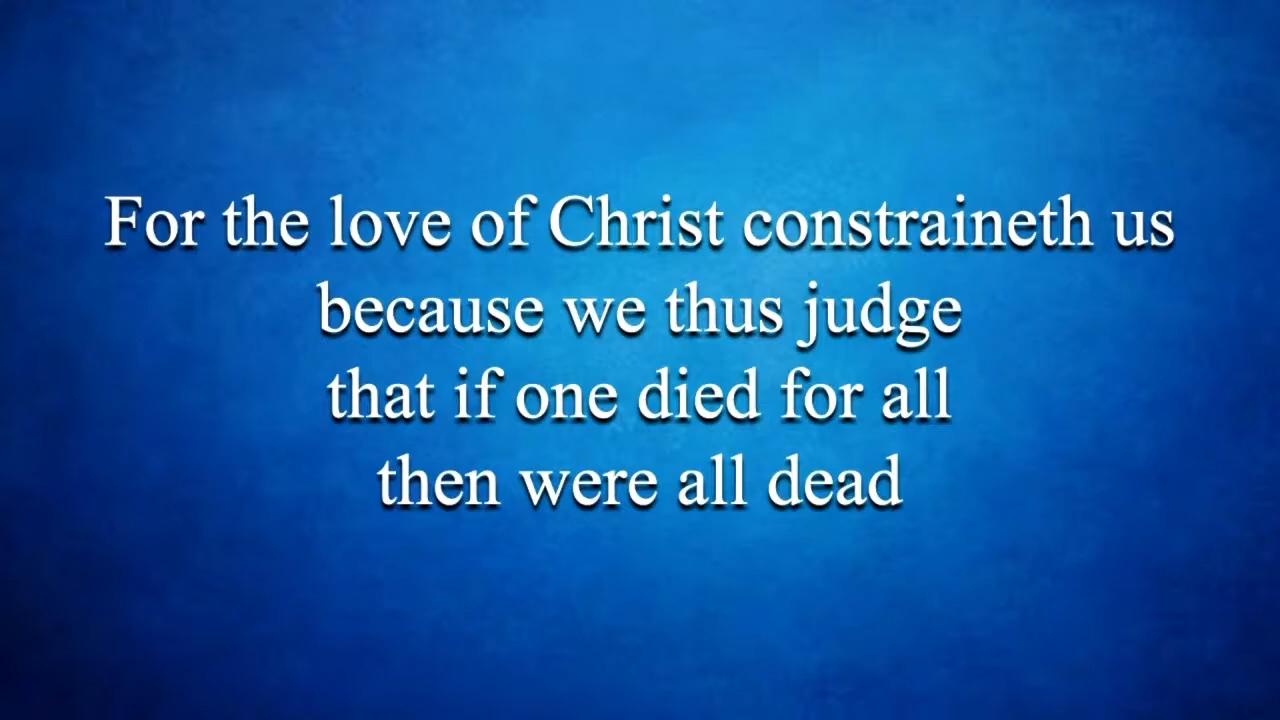 For the love of Christ constraineth us
because we thus judge
that if one died for all
then were all dead